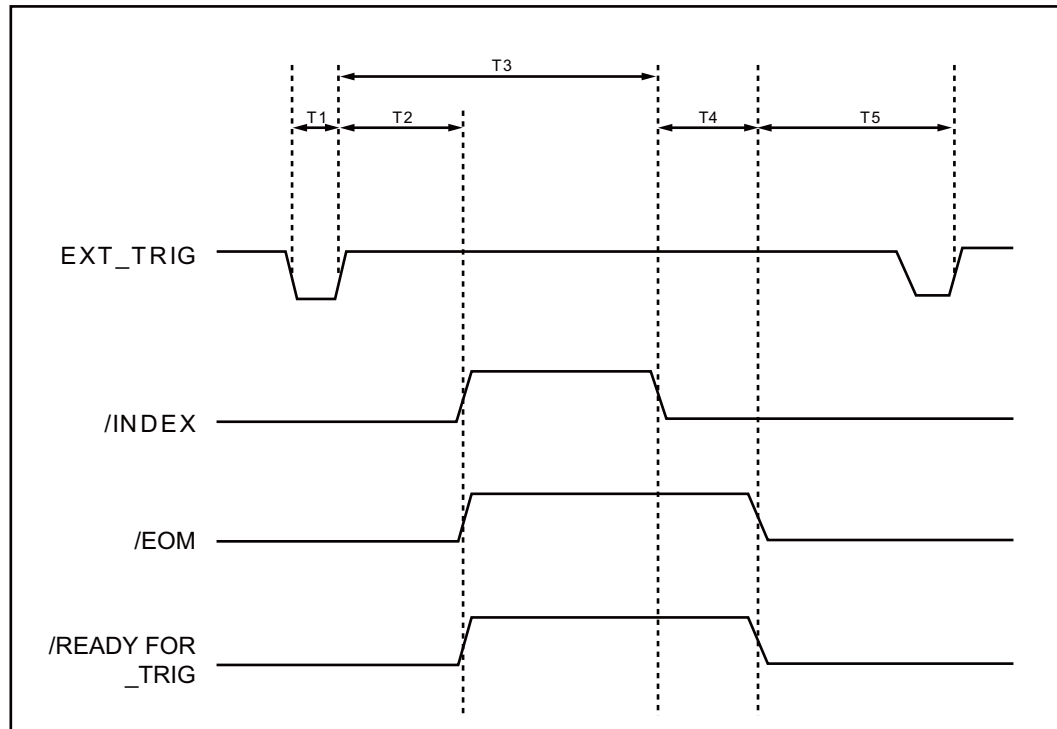 T3
T1
T2
T4
T5
EXT_TRIG
/INDEX
/EOM
/READY FOR
_TRIG